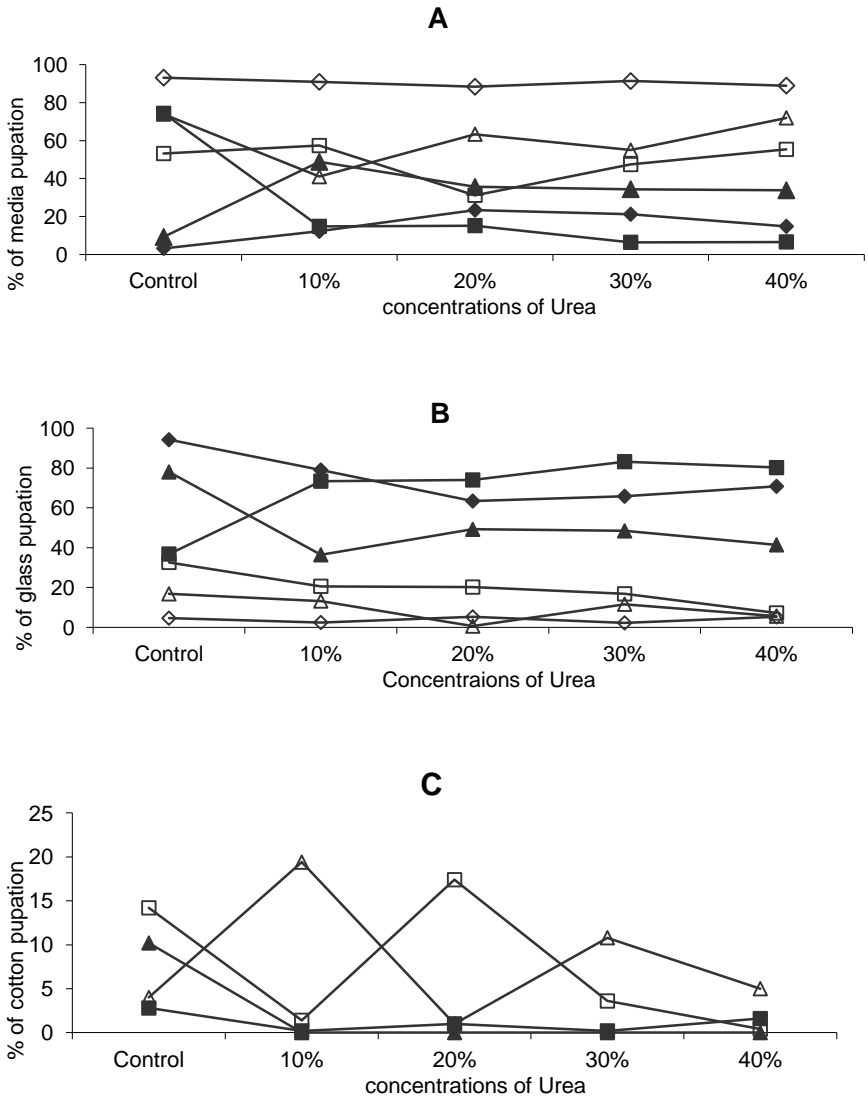 A
% of media pupation
100
80
60
40
20
0
Control 10% 20% 30% 40%
concentrations of Urea
B
% of glass pupation
100
80
60
40
20
0
Control 10% 20% 30% 40%
Concentraions of Urea
C
% of cotton pupation
25
20
15
10
5
0
Control 10% 20% 30% 40%
concentrations of Urea